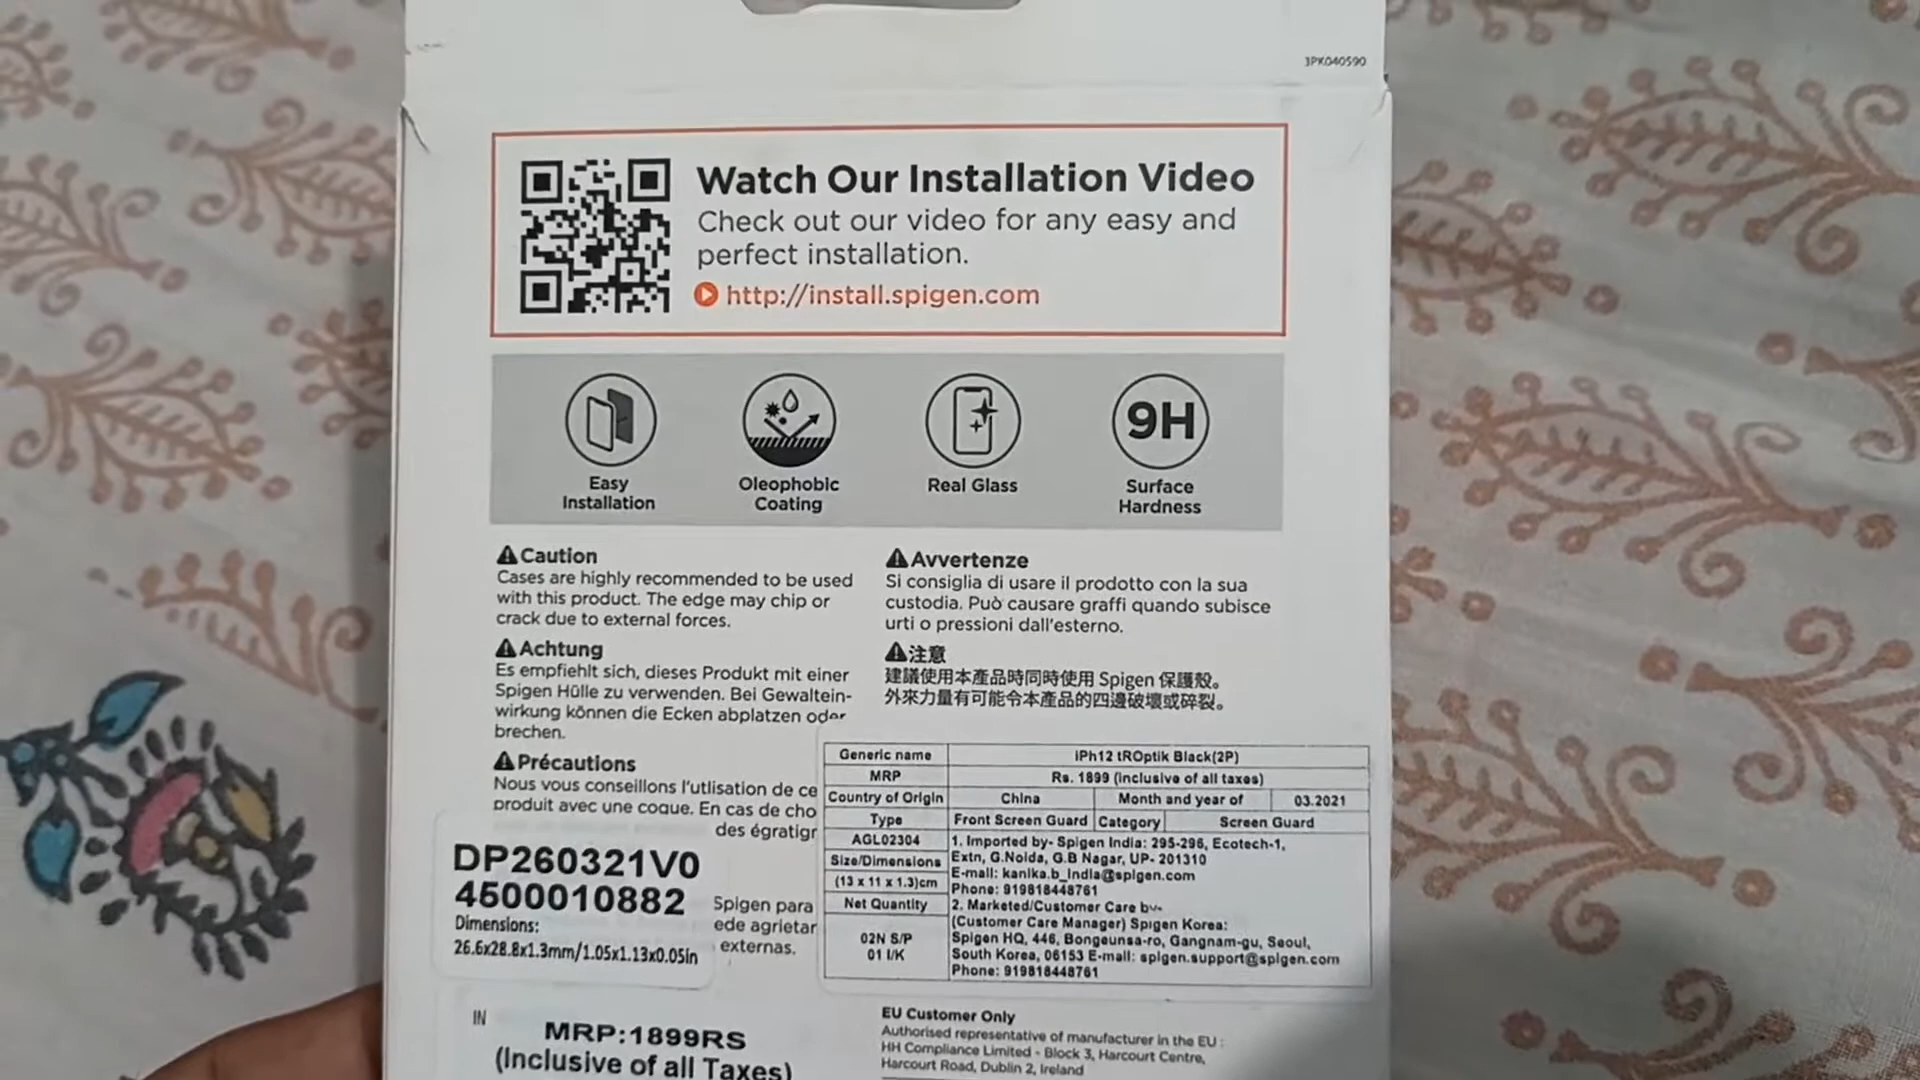 3PK040590
Watch Our Installation Video
Check out our video for any easy and
perfect installation.
http://install.spigen.com
Easy
Installation
Oleophobic
Coating
Real Glass
9H
Surface
Hardness
Caution
Cases are highly recommended to be used
with this product. The edge may chip or
crack due to external forces.
Achtung
Es empfiehlt sich, dieses Produkt mit einer
Spigen Hülle zu verwenden. Bei Gewaltein-
wirkung können die Ecken abplatzen oder
brechen.
Précautions
Nous vous conseillons l'utlisation de ce
produit avec une coque. En cas de cho
des égratigr
Avvertenze
Si consiglia di usare il prodotto con la sua
custodia. Può causare graffi quando subisce
urti o pressioni dall'esterno.
注意
建議使用本產品時同時使用 Spigen 保護殼。
外來力量有可能令本產品的四邊破壞或碎裂。
DP260321V0
4500010882
Dimensions:
26.6x28.8x1.3mm/1.05x1.13x0.05in
Spigen para
ede agrietar
externas.
Generic name iPh12 tROptik Black(2P)
MRP Rs. 1899 (inclusive of all taxes)
Country of Origin China Month and year of 03.2021
Type Front Screen Guard Category Screen Guard
AGL02304
Size/Dimensions
(13 x 11 x 1.3)cm
Net Quantity
02N S/P
01 I/K
1. Imported by- Spigen India: 295-296, Ecotech-1,
Extn, G.Noida, G.B Nagar, UP- 201310
E-mail: kanika.b_india@spigen.com
Phone: 919818448761
2. Marketed/Customer Care by-
(Customer Care Manager) Spigen Korea:
Spigen HQ, 446, Bongeunsa-ro, Gangnam-gu, Seoul,
South Korea, 06153 E-mail: spigen.support@spigen.com
Phone: 919818448761
IN
MRP:1899RS
(Inclusive of all Taxes)
EU Customer Only
Authorised representative of manufacturer in the EU :
HH Compliance Limited - Block 3, Harcourt Centre,
Harcourt Road, Dublin 2, Ireland